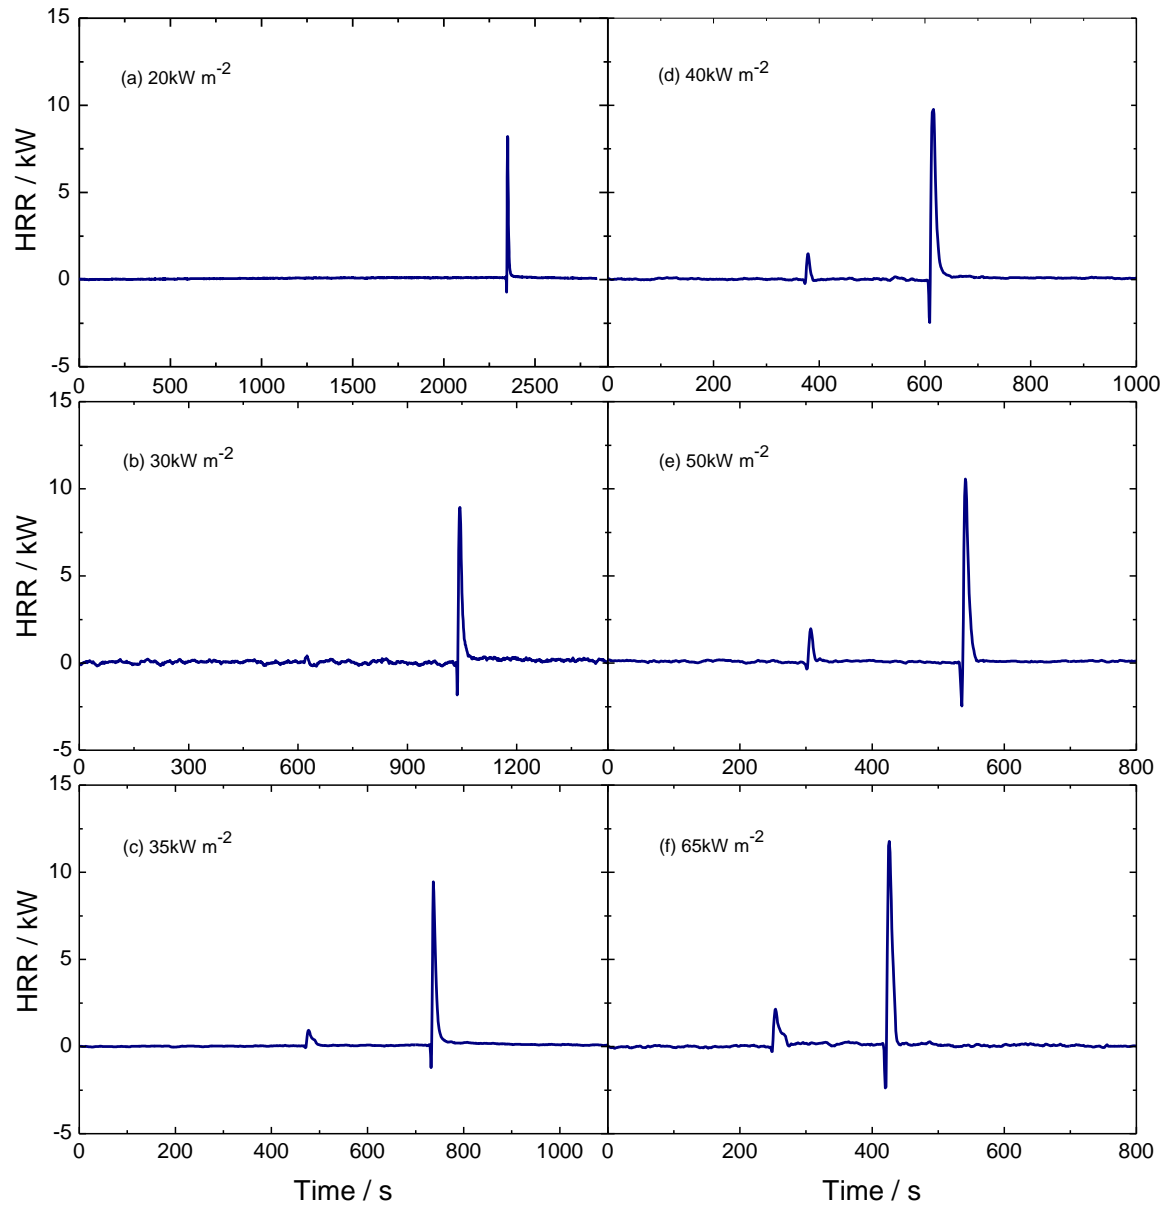 15
10
5
0
-5
HRR / kW
(a) 20kW m-2
0 500 1000 1500 2000 2500
(d) 40kW m-2
0 200 400 600 800 1000
15
10
5
0
-5
HRR / kW
(b) 30kW m-2
0 300 600 900 1200
(e) 50kW m-2
0 200 400 600 800
15
10
5
0
-5
HRR / kW
(c) 35kW m-2
0 200 400 600 800 1000
Time / s
(f) 65kW m-2
0 200 400 600 800
Time / s